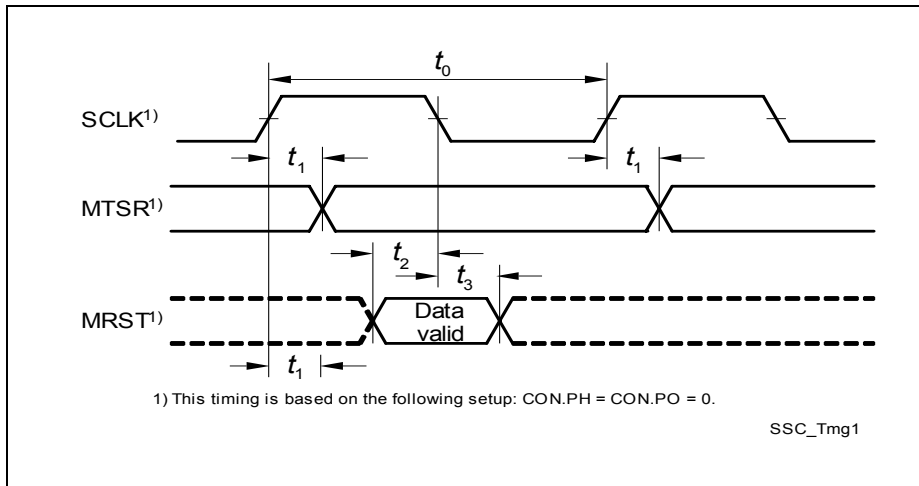 t0
SCLK1)
t1 t1
MTSR1)
t2
t3
MRST1)
Data
valid
t1
1) This timing is based on the following setup: CON.PH = CON.PO = 0.
SSC_Tmg1